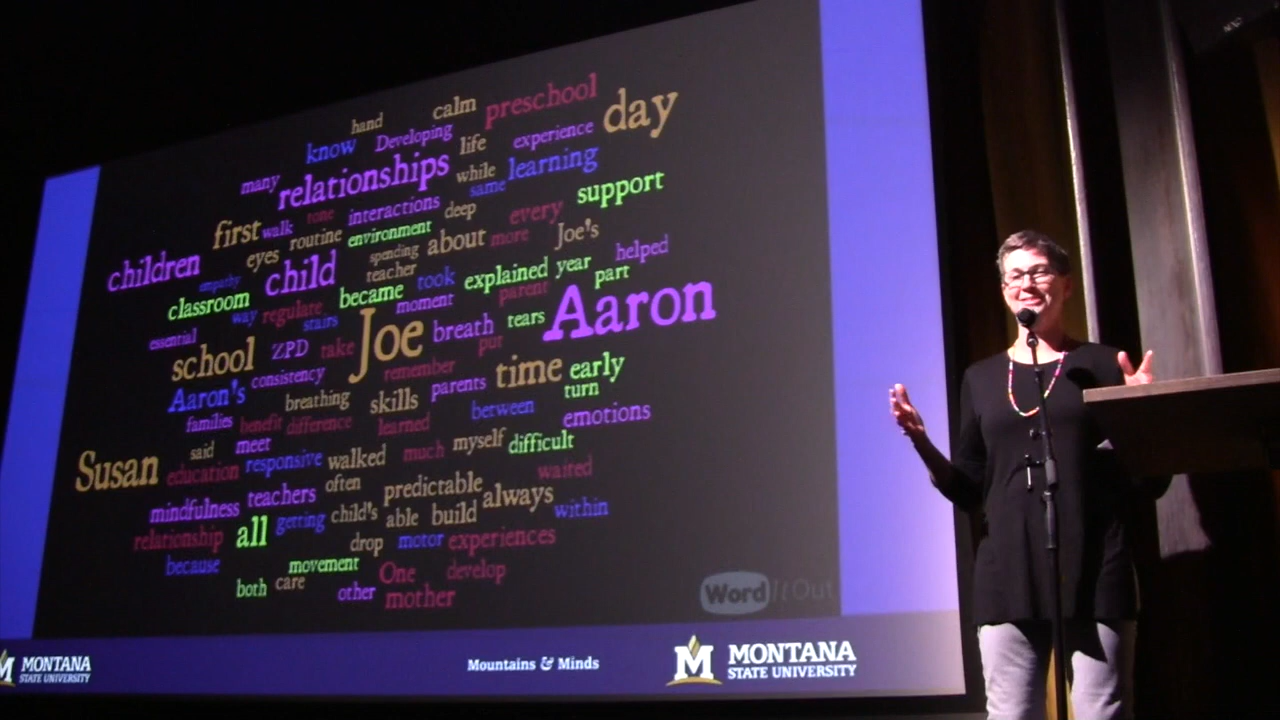 hand calm preschool day
know Developing life experience
many relationships while same learning
first walk tone interactions deep every support
children eyes routine environment spending about more Joe's helped
empathy child teacher took explained year part
classroom way regulate became moment parent
essential stairs Joe breath tears Aaron
school ZPD take remember put
Aaron's consistency breathing skills parents time early turn
families benefit difference learned between emotions
Susan said meet walked much myself difficult
education responsive often predictable waited
mindfulness teachers child's able build always within
relationship all getting drop motor experiences
because movement One develop
both care other mother
WordItOut
MONTANA
STATE UNIVERSITY
Mountains & Minds
M MONTANA
STATE UNIVERSITY